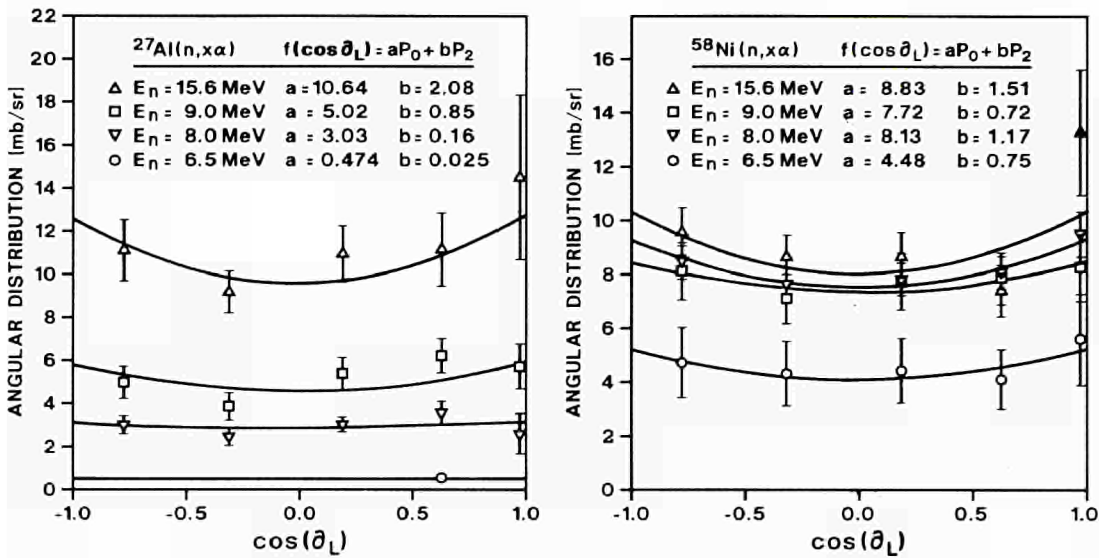 ANGULAR DISTRIBUTION [mb/sr]
22
20
18
16
14
12
10
8
6
4
2
0
²⁷Al(n,xα) f(cos∂L)=aP0+bP2
△ En = 15.6 MeV a=10.64 b=2.08
□ En = 9.0 MeV a = 5.02 b=0.85
▽ En = 8.0 MeV a = 3.03 b=0.16
○ En = 6.5 MeV a = 0.474 b=0.025
-1.0 -0.5 0.0 0.5 1.0
cos(∂L)
ANGULAR DISTRIBUTION [mb/sr]
16
14
12
10
8
6
4
2
0
⁵⁸Ni(n,xα) f(cos∂L)=aP0+bP2
△ En = 15.6 MeV a = 8.83 b=1.51
□ En = 9.0 MeV a = 7.72 b=0.72
▽ En = 8.0 MeV a = 8.13 b=1.17
○ En = 6.5 MeV a = 4.48 b=0.75
-1.0 -0.5 0.0 0.5 1.0
cos(∂L)